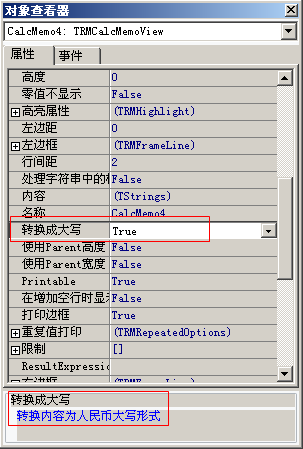 对象查看器
CalcMemo4: TRMCalcMemoView
属性 事件
高度 0
零值不显示 False
高亮属性 (TRMHighlight)
左边距 0
左边框 (TRMFrameLine)
行间距 2
处理字符串中的 False
内容 (TStrings)
名称 CalcMemo4
转换成大写 True
使用Parent高度 False
使用Parent宽度 False
Printable True
在增加空行时显示 False
打印边框 True
重复值打印 (TRMRepeatedOptions)
限制 []
ResultExpression
转换成大写
转换内容为人民币大写形式